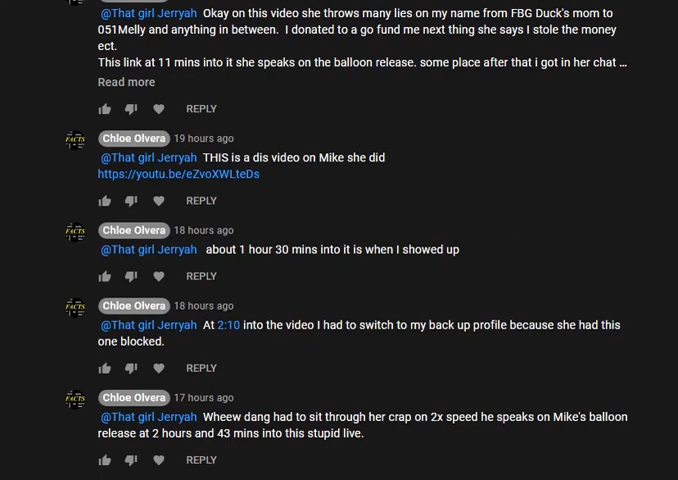 @That girl Jerryah Okay on this video she throws many lies on my name from FBG Duck's mom to
051Melly and anything in between. I donated to a go fund me next thing she says I stole the money
ect.
This link at 11 mins into it she speaks on the balloon release. some place after that i got in her chat ...
Read more
REPLY
FACTS
Chloe Olvera 19 hours ago
@That girl Jerryah THIS is a dis video on Mike she did
https://youtu.be/eZvoXWLteDs
REPLY
FACTS
Chloe Olvera 18 hours ago
@That girl Jerryah about 1 hour 30 mins into it is when I showed up
REPLY
FACTS
Chloe Olvera 18 hours ago
@That girl Jerryah At 2:10 into the video I had to switch to my back up profile because she had this
one blocked.
REPLY
FACTS
Chloe Olvera 17 hours ago
@That girl Jerryah Wheew dang had to sit through her crap on 2x speed he speaks on Mike's balloon
release at 2 hours and 43 mins into this stupid live.
REPLY